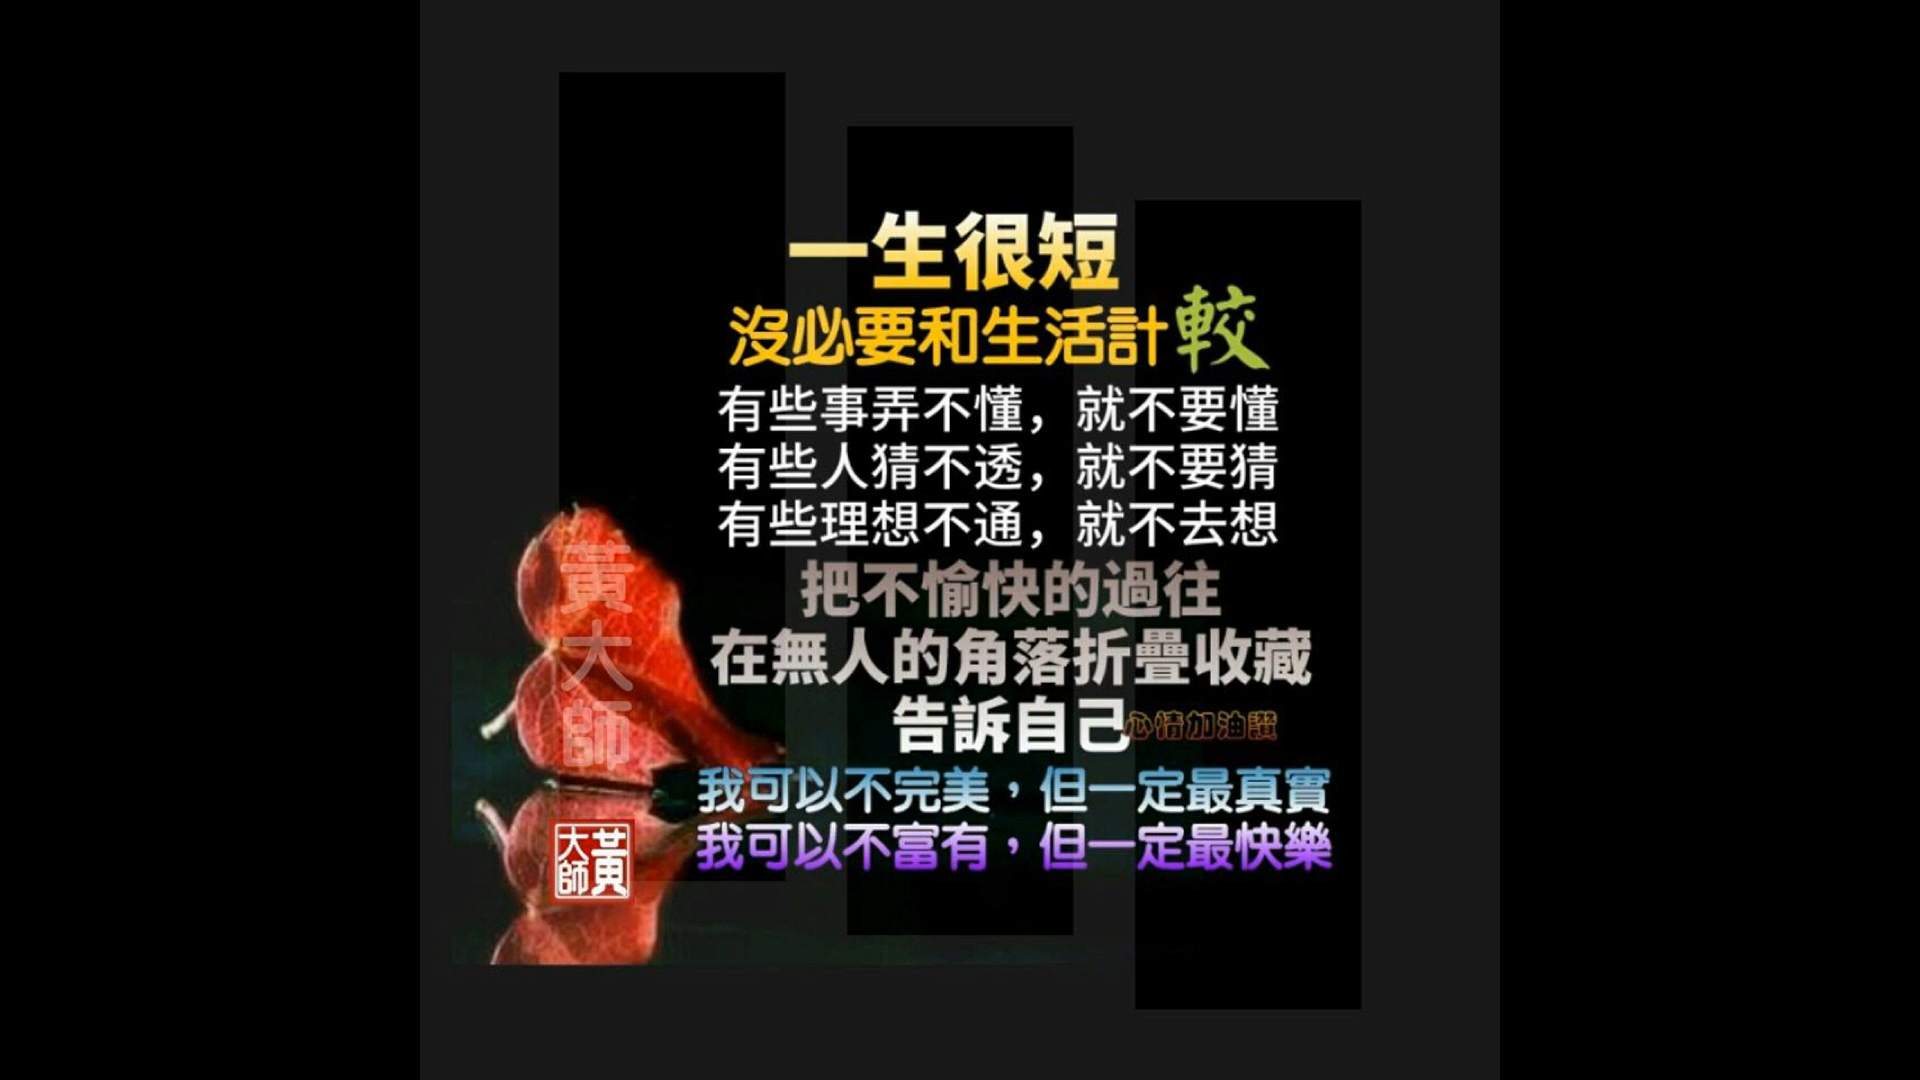 一生很短
沒必要和生活計較
有些事弄不懂，就不要懂
有些人猜不透，就不要猜
有些理想不通，就不去想
把不愉快的過往
在無人的角落折疊收藏
告訴自己
心情加油讚
我可以不完美，但一定最真實
我可以不富有，但一定最快樂
黃大師
黃大師